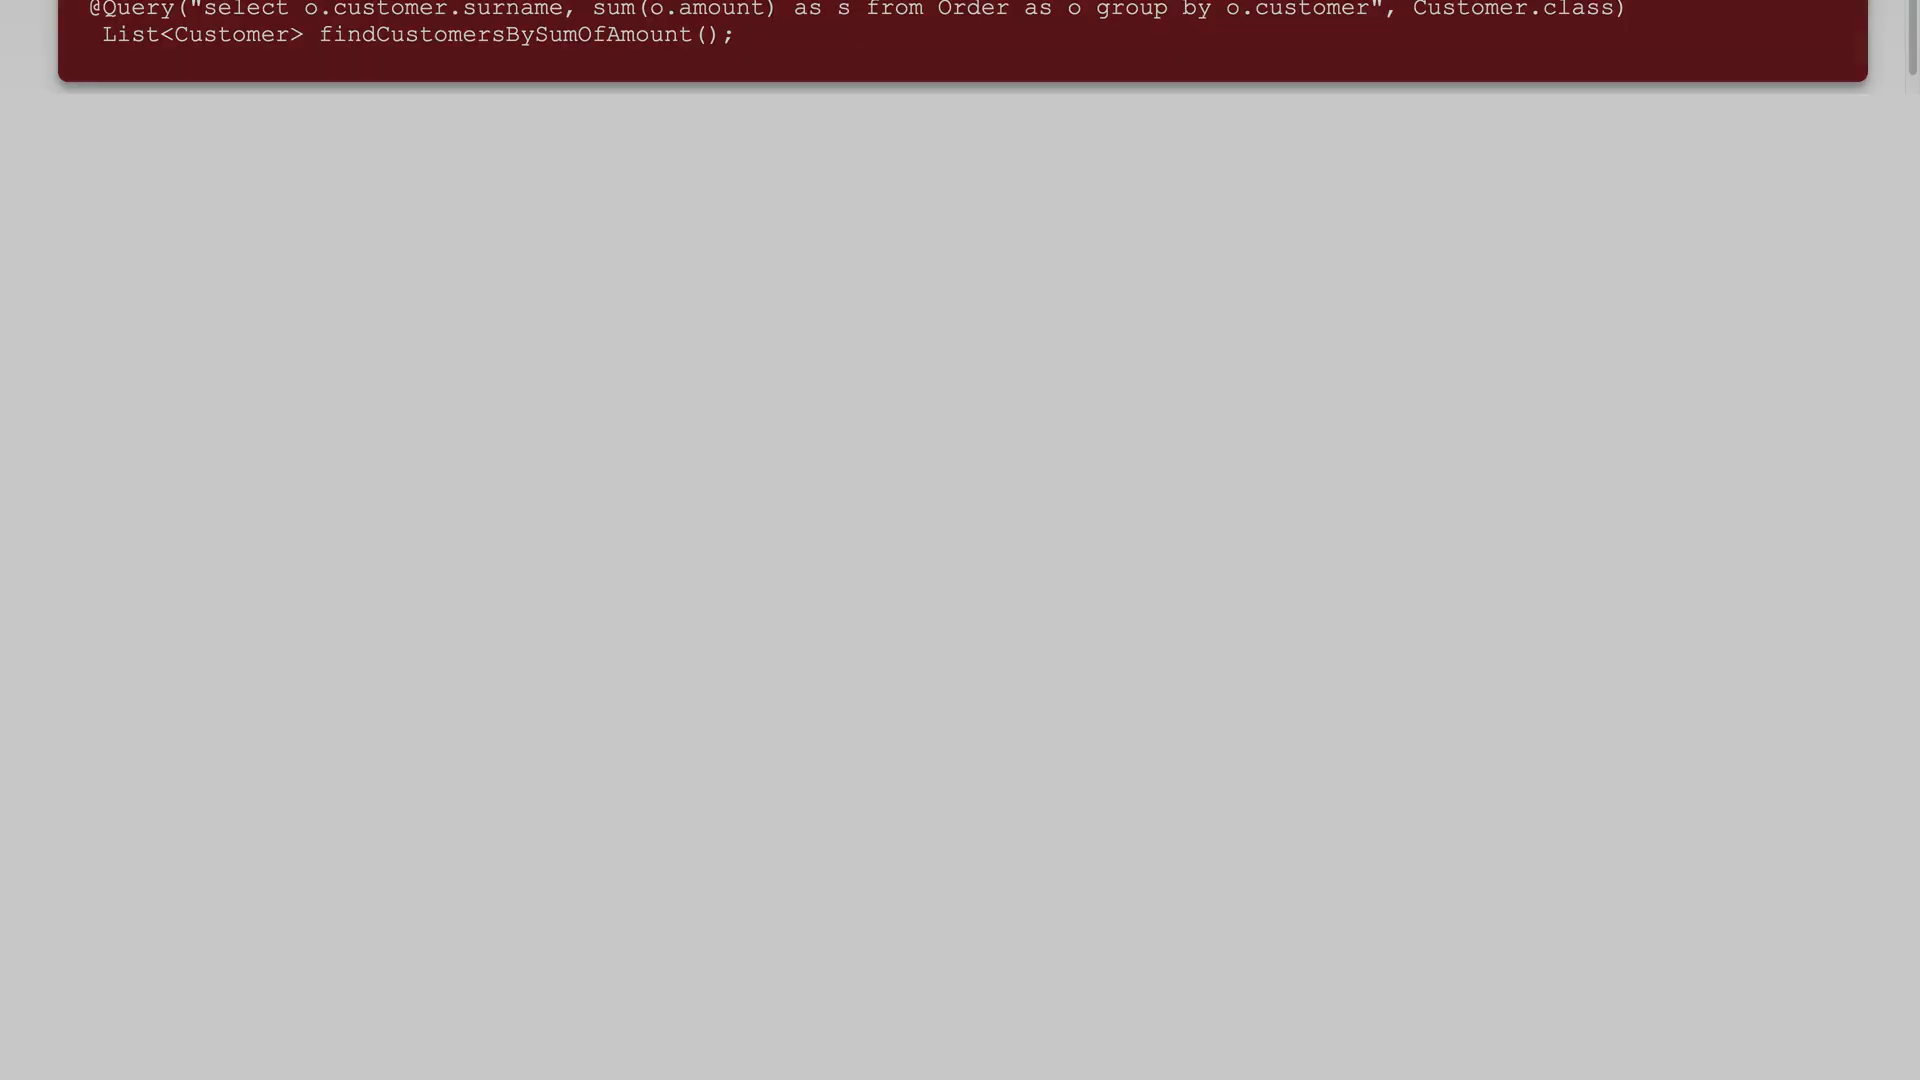 @Query("select o.customer.surname, sum(o.amount) as s from Order as o group by o.customer", Customer.class)
List<Customer> findCustomersBySumOfAmount();